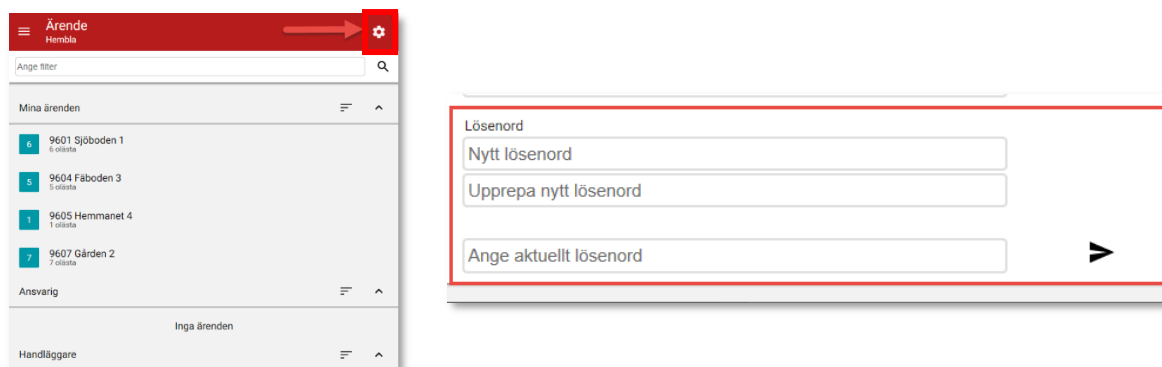 Ärende
Hembla
Ange filter
Mina ärenden
6 9601 Sjöboden 1
6 olästa
5 9604 Fäboden 3
5 olästa
1 9605 Hemmanet 4
1 olästa
7 9607 Gården 2
7 olästa
Ansvarig
Inga ärenden
Handläggare
Lösenord
Nytt lösenord
Upprepa nytt lösenord
Ange aktuellt lösenord